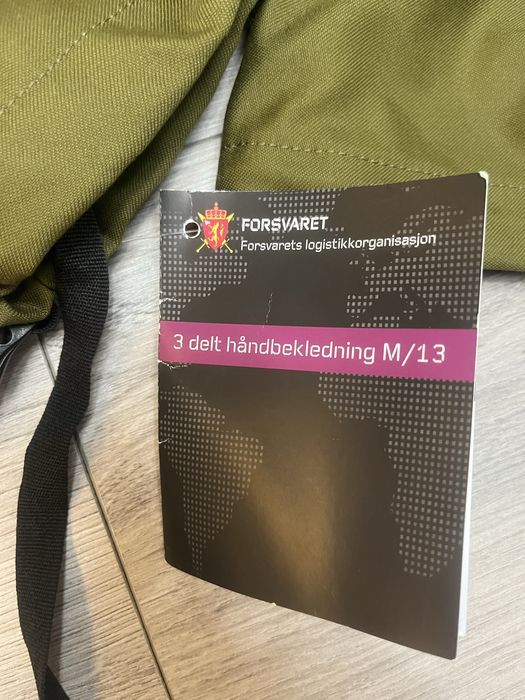 FORSVARET
Forsvarets logistikkorganisasjon
3 delt håndbekledning M/13